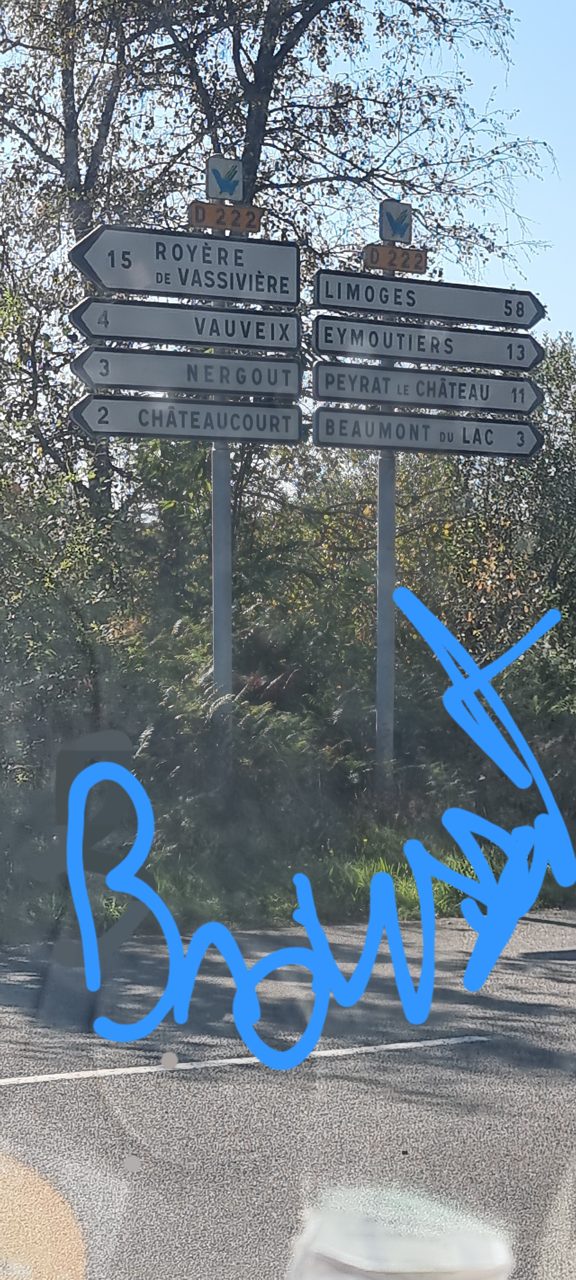 D 222
15 ROYÈRE
DE VASSIVIÈRE
4 VAUVEIX
3 NERGOUT
2 CHÂTEAUCOURT
D 222
LIMOGES 58
EYMOUTIERS 13
PEYRAT LE CHÂTEAU 11
BEAUMONT DU LAC 3